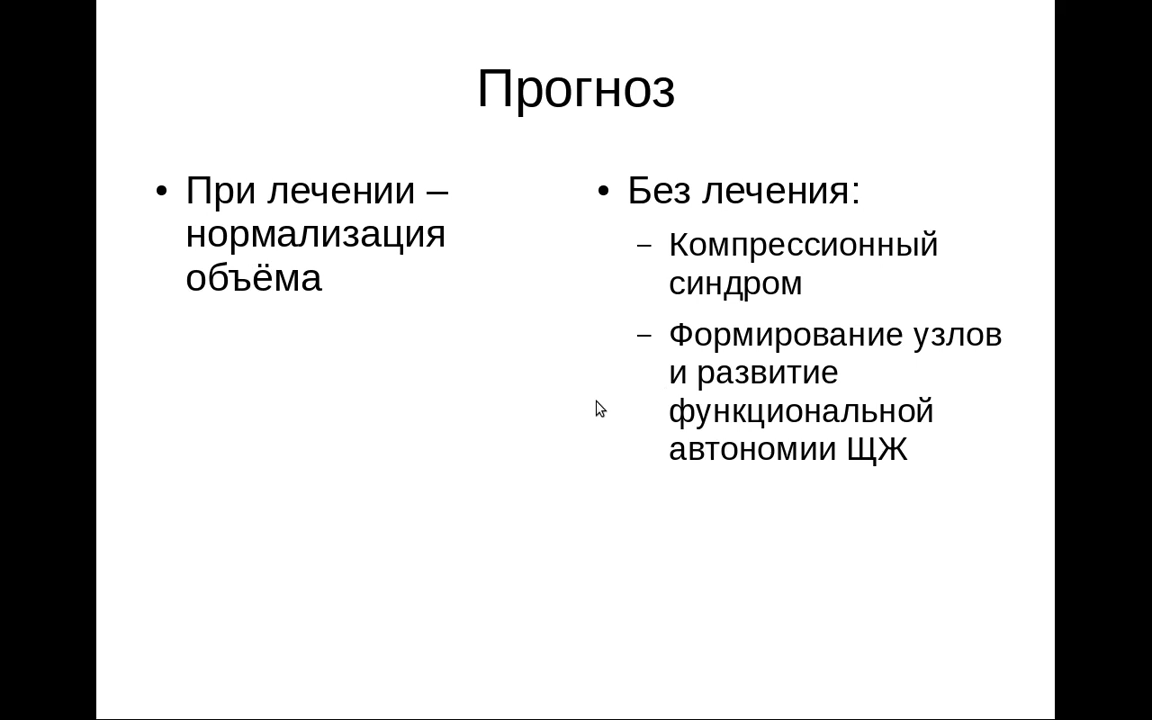 Прогноз
• При лечении –
нормализация
объёма
• Без лечения:
– Компрессионный
синдром
– Формирование узлов
и развитие
функциональной
автономии ЩЖ